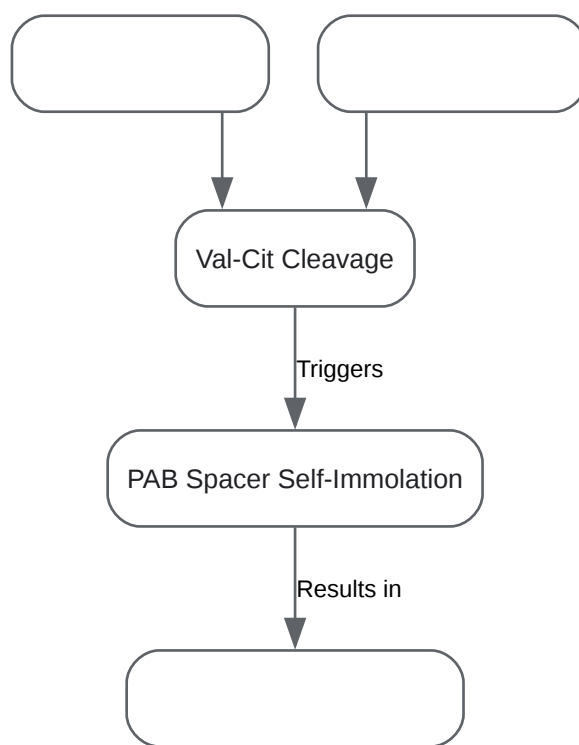 Val-Cit Cleavage
Triggers
PAB Spacer Self-Immolation
Results in